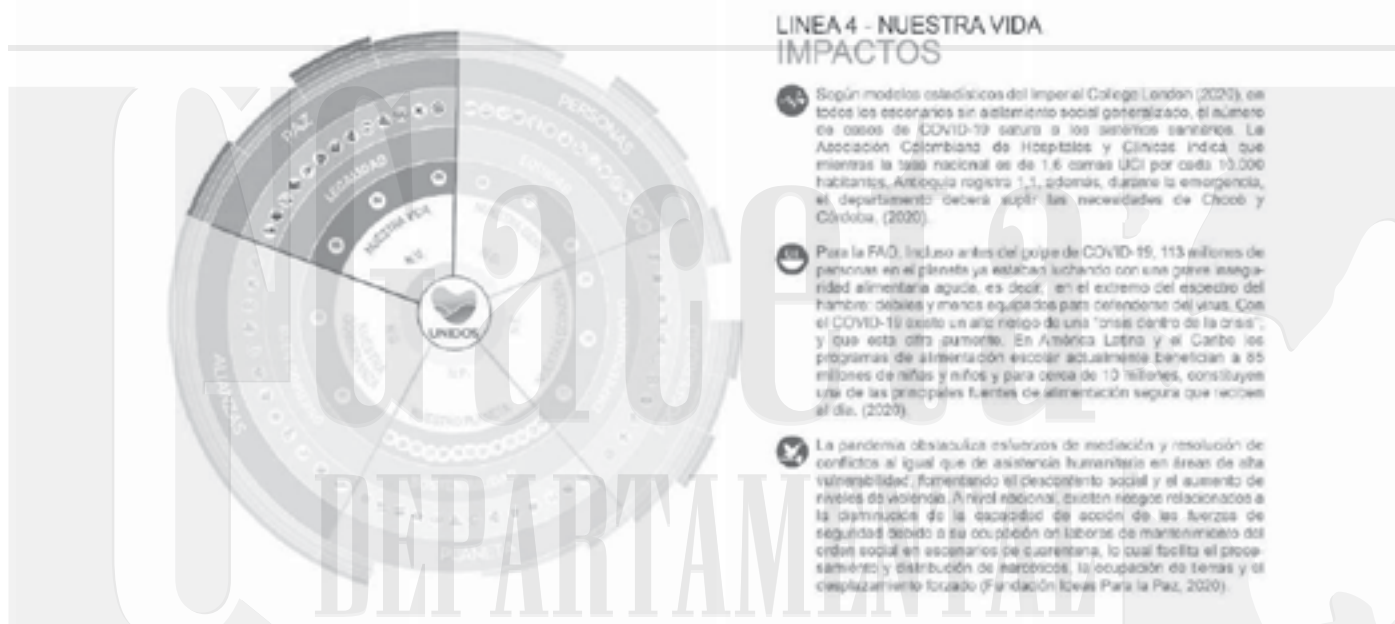 LINEA 4 - NUESTRA VIDA
IMPACTOS
Según modelos estadísticos del Imperial College London (2020), en
todos los escenarios sin aislamiento social generalizado, el número
de casos de COVID-19 satura a los sistemas sanitarios. La
Asociación Colombiana de Hospitales y Clínicas indica que
mientras la tasa nacional es de 1,6 camas UCI por cada 10.000
habitantes, Antioquia registra 1,1, además, durante la emergencia,
el departamento deberá suplir las necesidades de Chocó y
Córdoba, (2020).
Para la FAO, incluso antes del golpe de COVID-19, 113 millones de
personas en el planeta ya estaban luchando con una grave insegu-
ridad alimentaria aguda, es decir, en el extremo del espectro del
hambre: débiles y menos equipados para defenderse del virus. Con
el COVID-19 existe un alto riesgo de una "crisis dentro de la crisis",
y que esta cifra aumente. En América Latina y el Caribe los
programas de alimentación escolar actualmente benefician a 85
millones de niñas y niños y para cerca de 10 millones, constituyen
una de las principales fuentes de alimentación segura que reciben
al día. (2020)
La pandemia obstaculiza esfuerzos de mediación y resolución de
conflictos al igual que de asistencia humanitaria en áreas de alta
vulnerabilidad, fomentando el descontento social y el aumento de
niveles de violencia. A nivel nacional, existen riesgos relacionados a
la disminución de la capacidad de acción de las fuerzas de
seguridad debido a su ocupación en labores de mantenimiento del
orden social en escenarios de cuarentena, lo cual facilita el proce-
samiento y distribución de narcóticos, la ocupación de tierras y el
desplazamiento forzado (Fundación Ideas Para la Paz, 2020).
PAZ
PERSONAS
LEGALIDAD
NUESTRA VIDA
N.V.
UNIDOS
NUESTRO PLANETA
N.P.
ALIANZAS
PLANETA
Gaceta
DEPARTAMENTAL